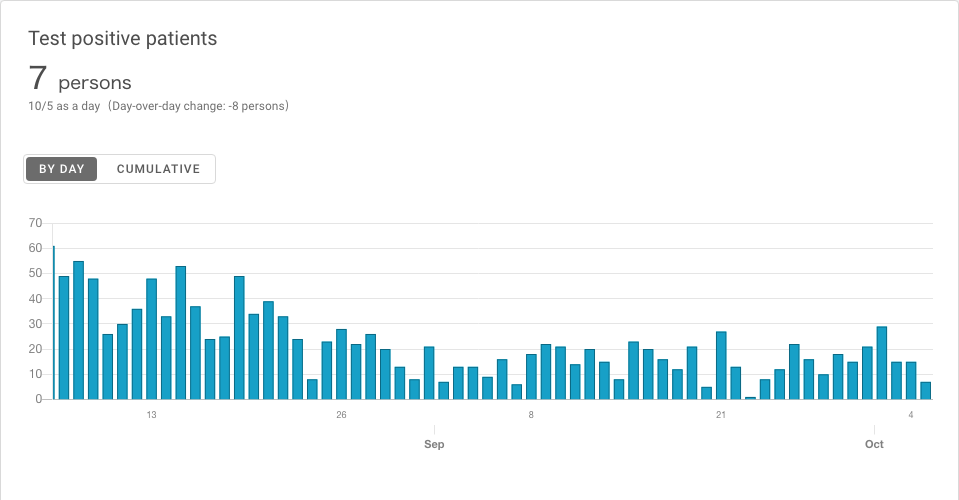 Test positive patients
7 persons
10/5 as a day (Day-over-day change: -8 persons)
BY DAY CUMULATIVE
70
60
50
40
30
20
10
0
13 26 8 21 4
Sep Oct